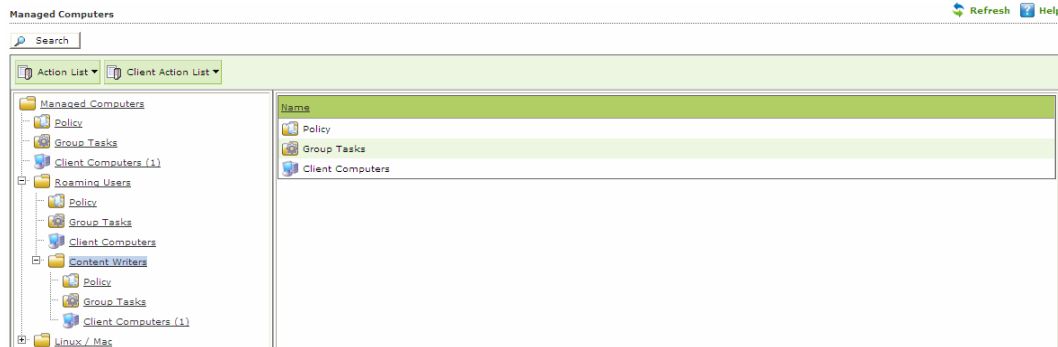 Managed Computers
Refresh
Search
Action List
Client Action List
Managed Computers
Policy
Group Tasks
Client Computers (1)
Roaming Users
Policy
Group Tasks
Client Computers
Content Writers
Policy
Group Tasks
Client Computers (1)
Linux / Mac
Name
Policy
Group Tasks
Client Computers